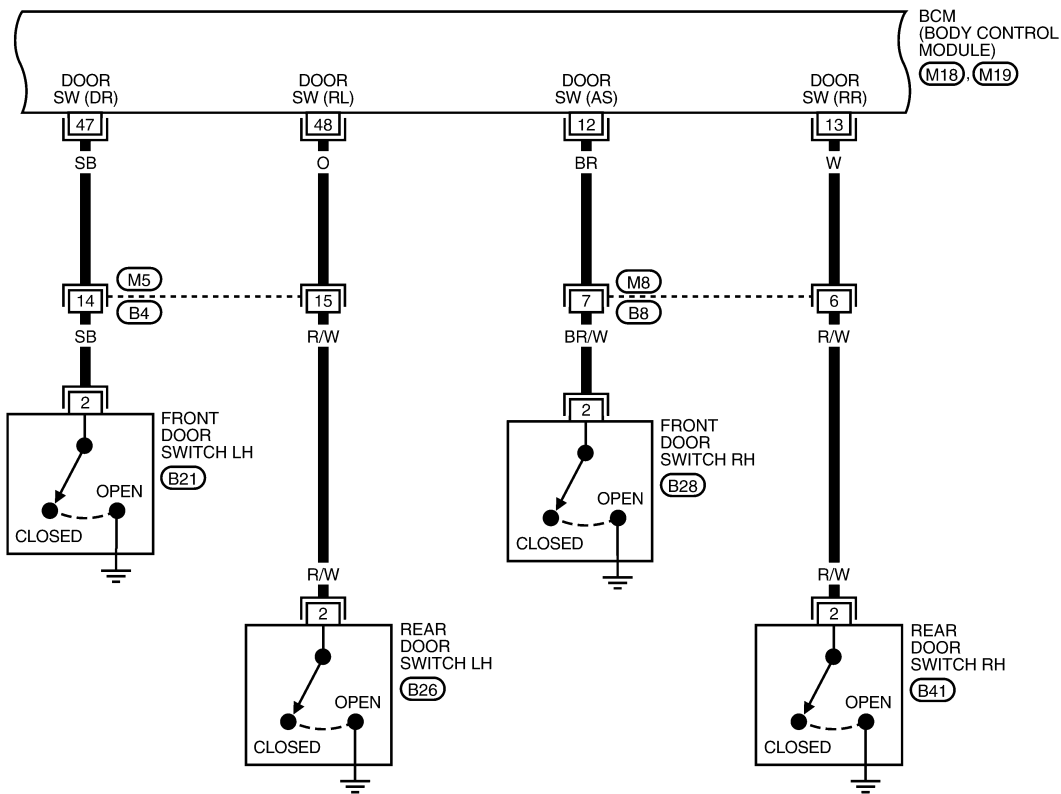 BCM
(BODY CONTROL
MODULE)
M18, M19
DOOR
SW (DR)
DOOR
SW (RL)
DOOR
SW (AS)
DOOR
SW (RR)
47
48
12
13
SB
O
BR
W
M5
M8
14
15
7
6
B4
B8
SB
R/W
BR/W
R/W
2
FRONT
DOOR
SWITCH LH
B21
OPEN
CLOSED
2
FRONT
DOOR
SWITCH RH
B28
OPEN
CLOSED
R/W
R/W
2
REAR
DOOR
SWITCH LH
B26
OPEN
CLOSED
2
REAR
DOOR
SWITCH RH
B41
OPEN
CLOSED